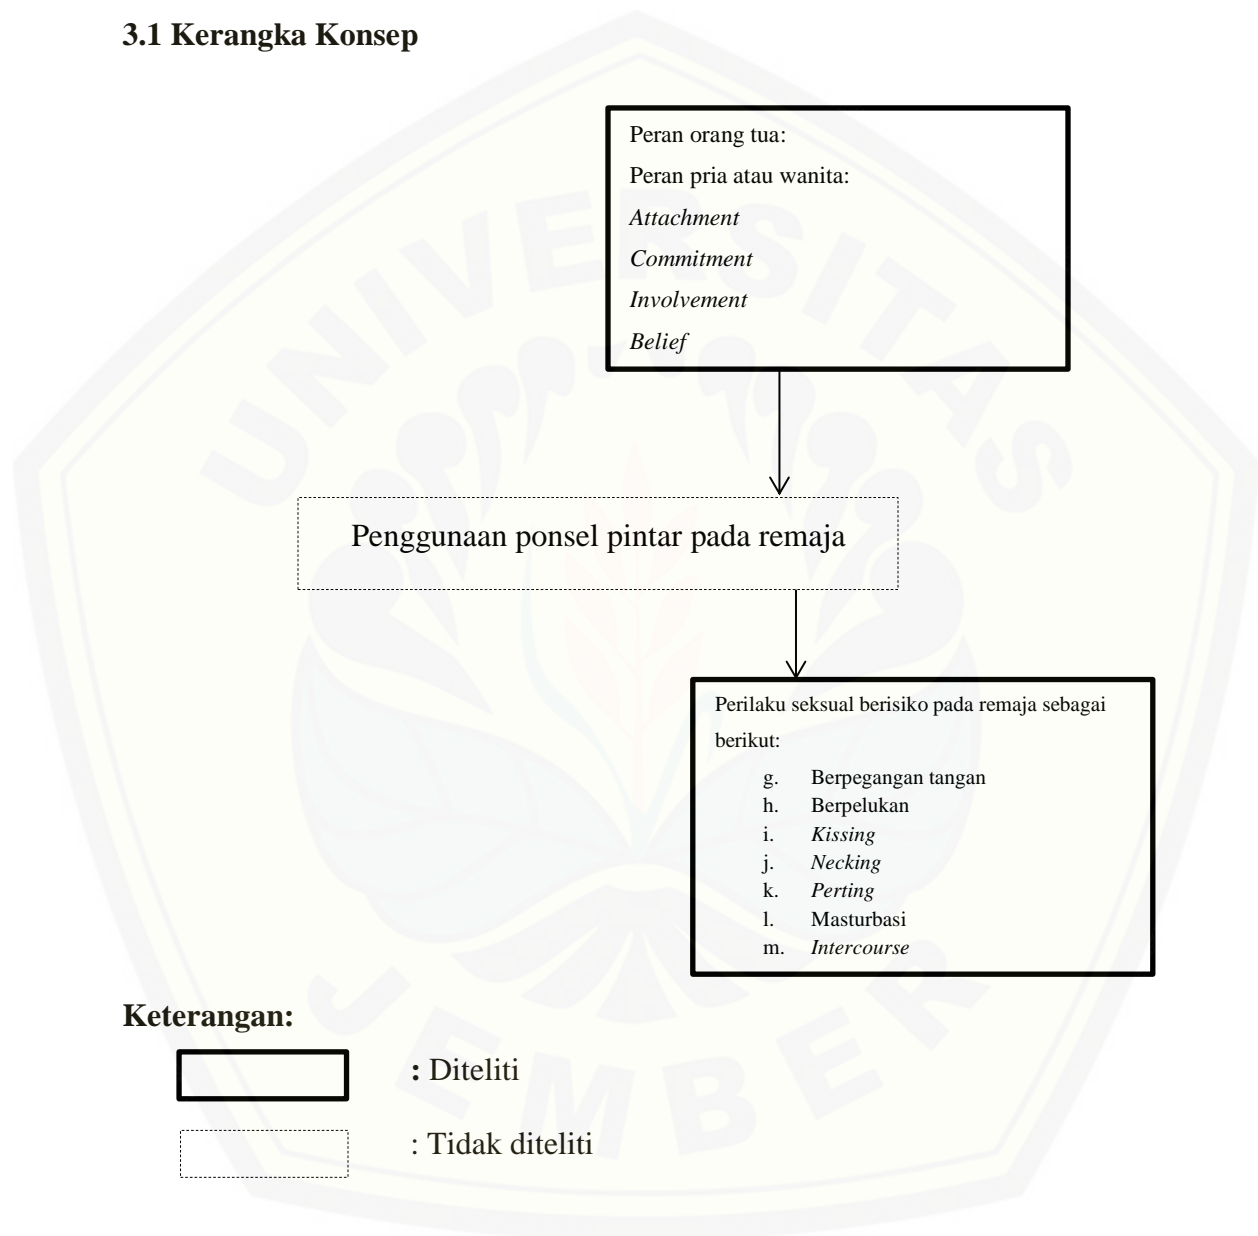 3.1 Kerangka Konsep
Peran orang tua:
Peran pria atau wanita:
Attachment
Commitment
Involvement
Belief
Penggunaan ponsel pintar pada remaja
Perilaku seksual berisiko pada remaja sebagai
berikut:
g. Berpegangan tangan
h. Berpelukan
i. Kissing
j. Necking
k. Perting
l. Masturbasi
m. Intercourse
Keterangan:
: Diteliti
: Tidak diteliti
UNIVERSITAS
JEMBER